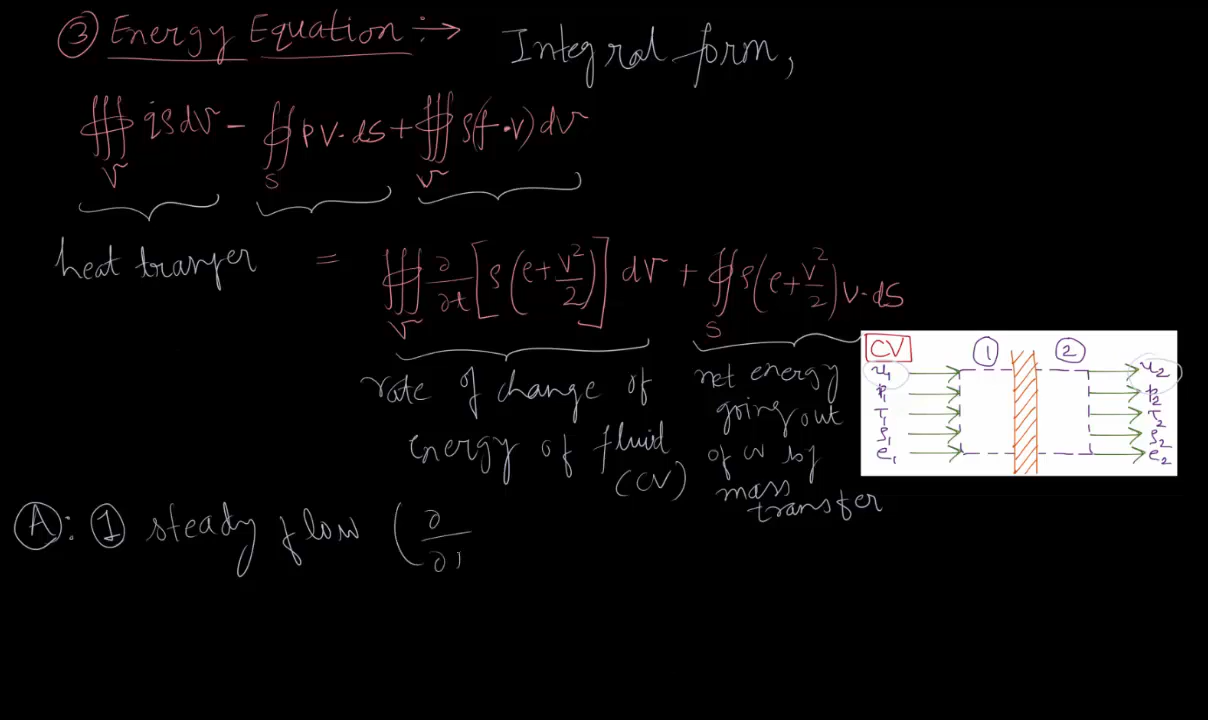 ③ Energy Equation :→ Integral form,
∰ q̇ρdV − ∯ PV·dS + ∰ ρ(f·V)dV
V S V
heat tranfer = ∰ ∂/∂t [ρ(e+V²/2)] dV + ∯ ρ(e+V²/2) V·dS
V S
rate of change of
energy of fluid
(CV)
net energy
going out
of CV by
mass
transfer
CV ① ②
u₁ u₂
p₁ p₂
T₁ T₂
ρ₁ ρ₂
e₁ e₂
Ⓐ: ① steady flow (∂/∂